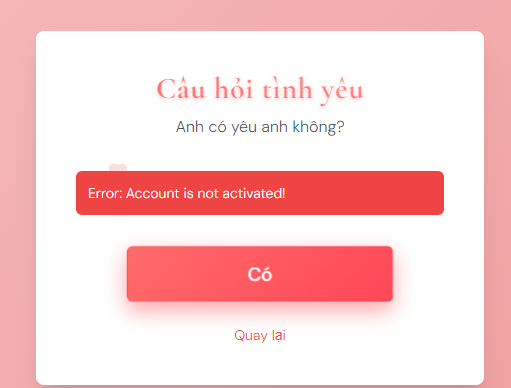 Câu hỏi tình yêu
Anh có yêu anh không?
Error: Account is not activated!
Có
Quay lại